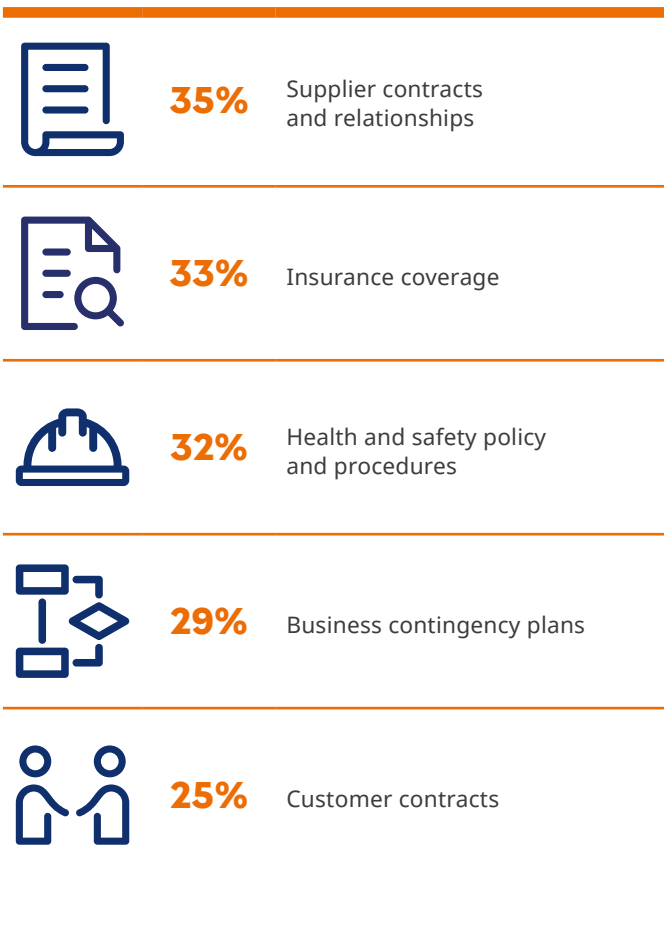 35%
Supplier contracts
and relationships
33%
Insurance coverage
32%
Health and safety policy
and procedures
29%
Business contingency plans
25%
Customer contracts